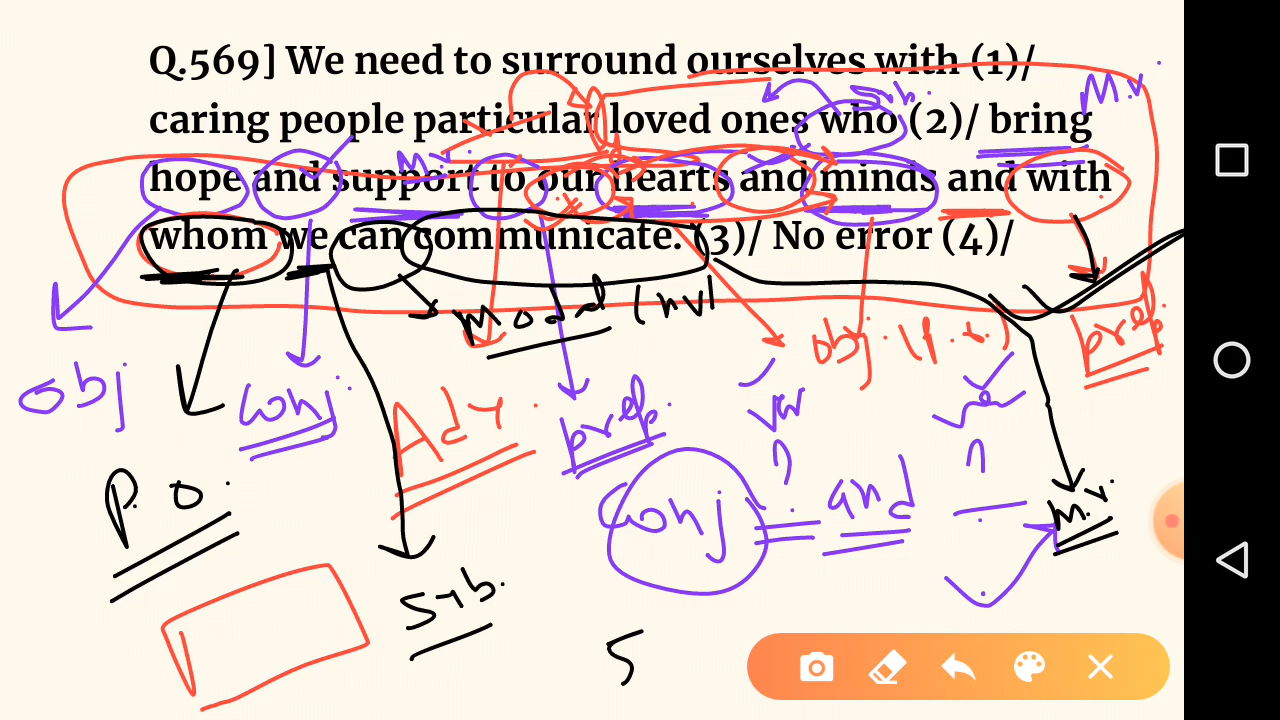 Q.569] We need to surround ourselves with (1)/
caring people particular loved ones who (2)/ bring
hope and support to our hearts and minds and with
whom we can communicate. (3)/ No error (4)/
Sub.
M.v.
M.v.
Modal (hv)
obj. (p.t.)
prep.
obj
conj.
Adj.
prep.
P.O.
conj = and
M.v.
Sub.
5